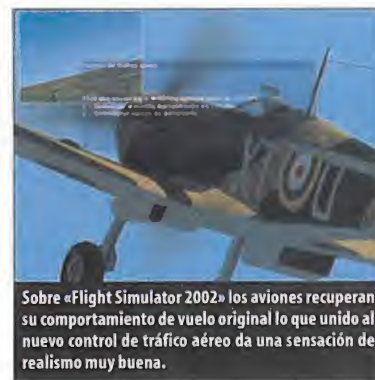 Sobre «Flight Simulator 2002» los aviones recuperan
su comportamiento de vuelo original lo que unido al
nuevo control de tráfico aéreo da una sensación de
realismo muy buena.